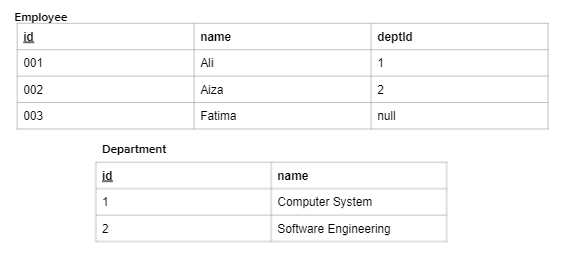 Employee
id name deptId
001 Ali 1
002 Aiza 2
003 Fatima null
Department
id name
1 Computer System
2 Software Engineering